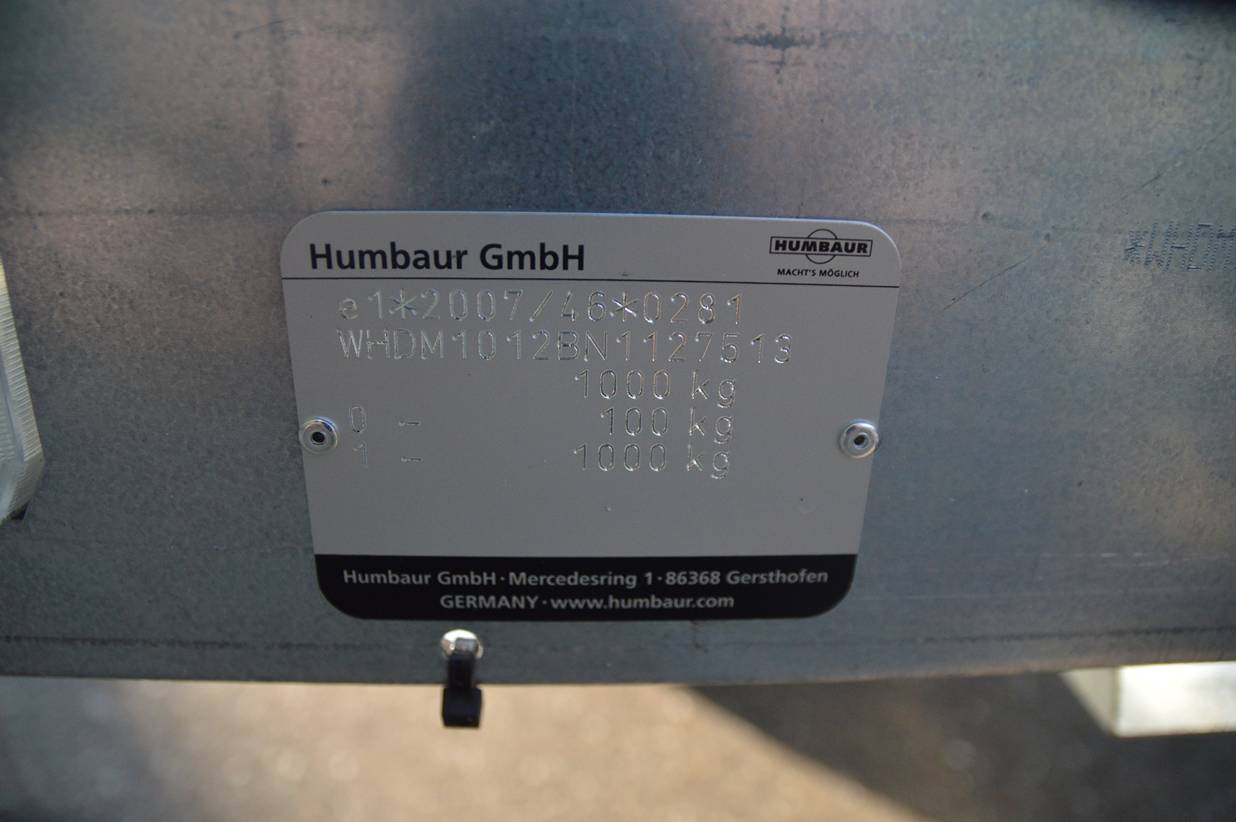 Humbaur GmbH
HUMBAUR
MACHT'S MÖGLICH
e1*2007/46*0281
WHDM1012BN1127513
1000 kg
0 - 100 kg
1 - 1000 kg
Humbaur GmbH · Mercedesring 1 · 86368 Gersthofen
GERMANY · www.humbaur.com
*WHDM